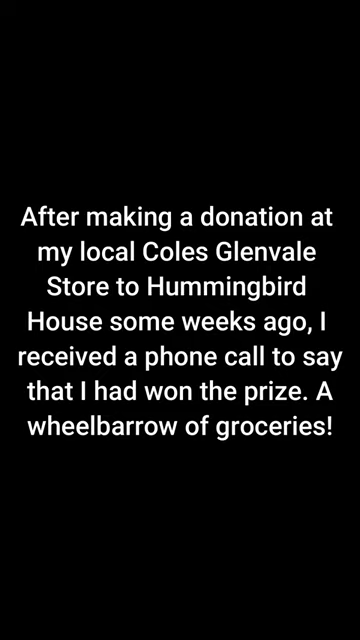 After making a donation at
my local Coles Glenvale
Store to Hummingbird
House some weeks ago, I
received a phone call to say
that I had won the prize. A
wheelbarrow of groceries!